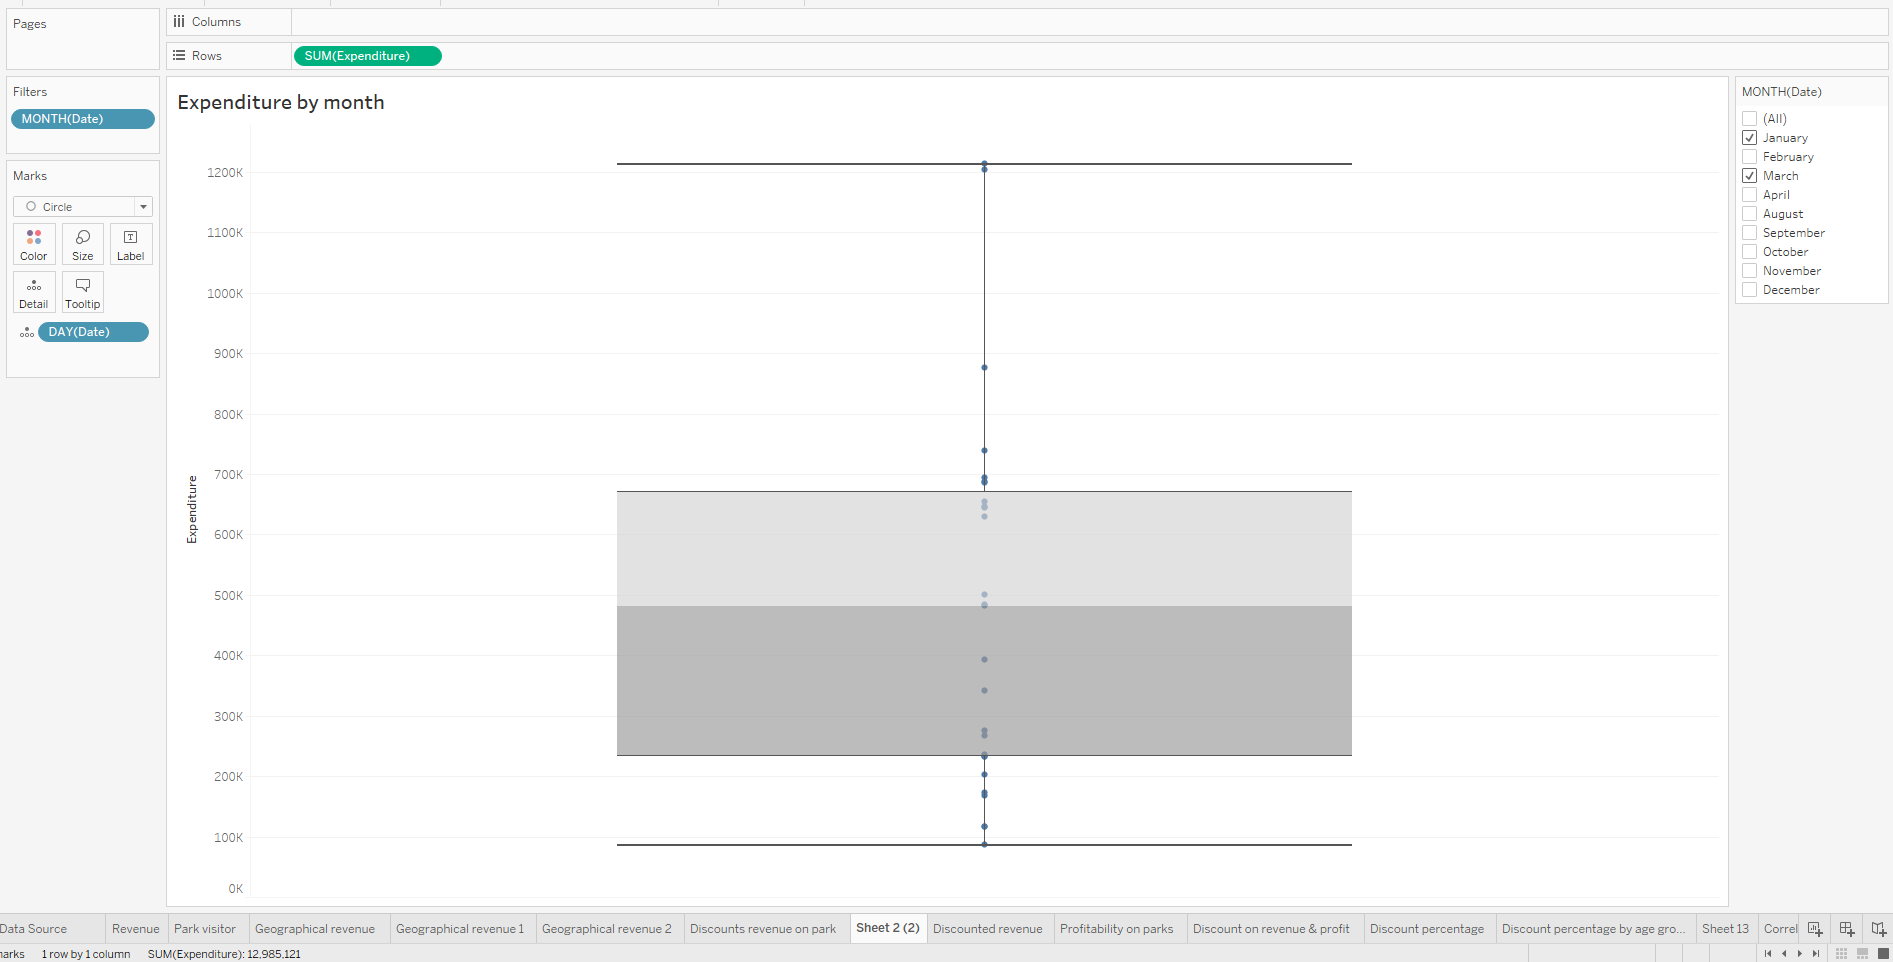 Pages
Columns
Rows
SUM(Expenditure)
Filters
MONTH(Date)
Marks
Circle
Color
Size
Label
Detail
Tooltip
DAY(Date)
Expenditure by month
1200K
1100K
1000K
900K
800K
700K
600K
500K
400K
300K
200K
100K
0K
Expenditure
MONTH(Date)
(All)
January
February
March
April
August
September
October
November
December
Data Source
Revenue
Park visitor
Geographical revenue
Geographical revenue 1
Geographical revenue 2
Discounts revenue on park
Sheet 2 (2)
Discounted revenue
Profitability on parks
Discount on revenue & profit
Discount percentage
Discount percentage by age gro...
Sheet 13
Correl
narks 1 row by 1 column SUM(Expenditure): 12,985,121